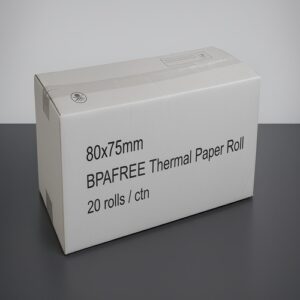 80x75mm
BPAFREE Thermal Paper Roll
20 rolls / ctn